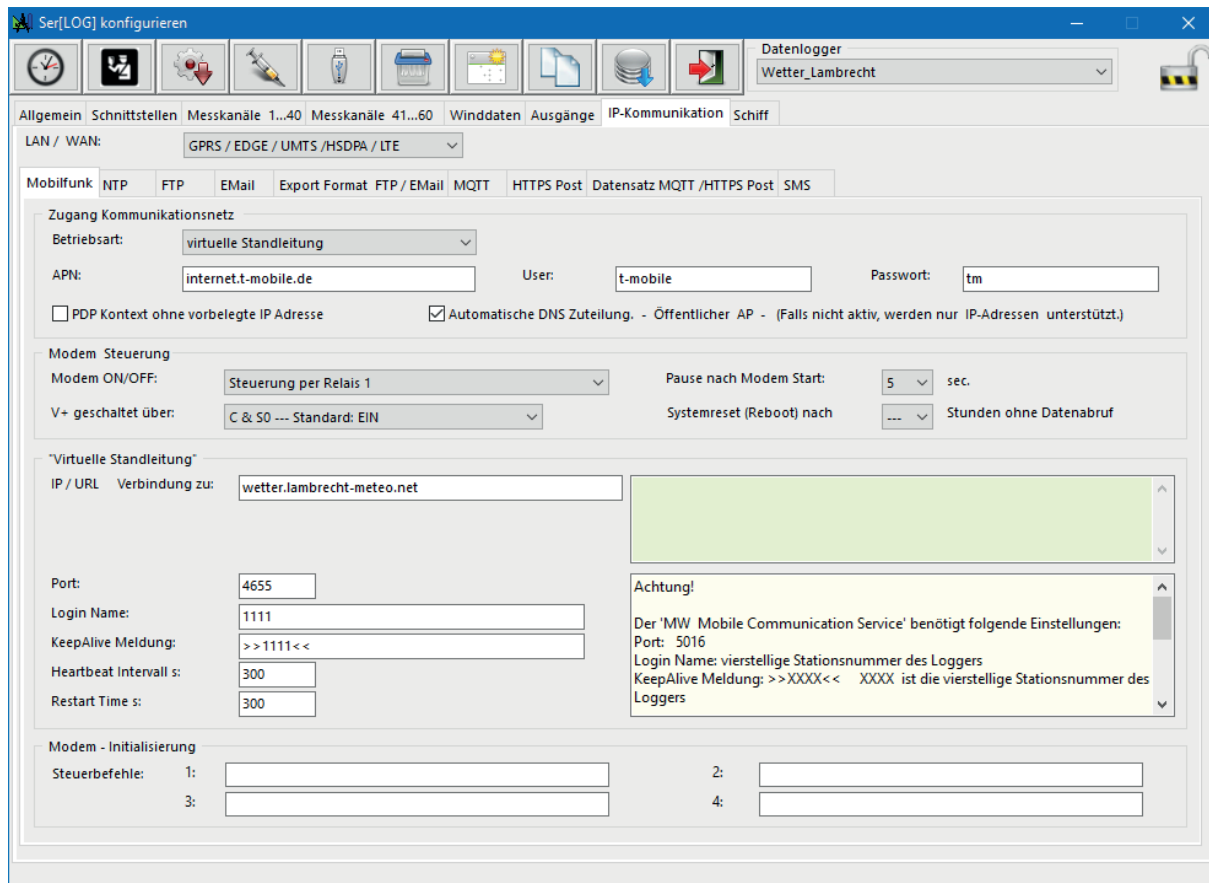 Ser[LOG] konfigurieren
Datenlogger
Wetter_Lambrecht
Allgemein Schnittstellen Messkanäle 1...40 Messkanäle 41...60 Winddaten Ausgänge IP-Kommunikation Schiff
LAN / WAN: GPRS / EDGE / UMTS /HSDPA / LTE
Mobilfunk NTP FTP EMail Export Format FTP / EMail MQTT HTTPS Post Datensatz MQTT /HTTPS Post SMS
Zugang Kommunikationsnetz
Betriebsart: virtuelle Standleitung
APN: internet.t-mobile.de User: t-mobile Passwort: tm
PDP Kontext ohne vorbelegte IP Adresse Automatische DNS Zuteilung. - Öffentlicher AP - (Falls nicht aktiv, werden nur IP-Adressen unterstützt.)
Modem Steuerung
Modem ON/OFF: Steuerung per Relais 1 Pause nach Modem Start: 5 sec.
V+ geschaltet über: C & S0 --- Standard: EIN Systemreset (Reboot) nach --- Stunden ohne Datenabruf
"Virtuelle Standleitung"
IP / URL Verbindung zu: wetter.lambrecht-meteo.net
Port: 4655
Login Name: 1111
KeepAlive Meldung: >>1111<<
Heartbeat Intervall s: 300
Restart Time s: 300
Achtung!
Der 'MW Mobile Communication Service' benötigt folgende Einstellungen:
Port: 5016
Login Name: vierstellige Stationsnummer des Loggers
KeepAlive Meldung: >>XXXX<< XXXX ist die vierstellige Stationsnummer des
Loggers
Modem - Initialisierung
Steuerbefehle: 1: 2:
3: 4: